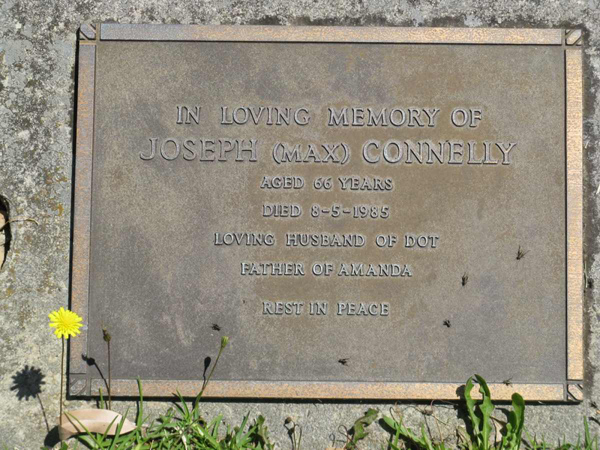 IN LOVING MEMORY OF
JOSEPH (MAX) CONNELLY
AGED 66 YEARS
DIED 8-5-1985
LOVING HUSBAND OF DOT
FATHER OF AMANDA
REST IN PEACE